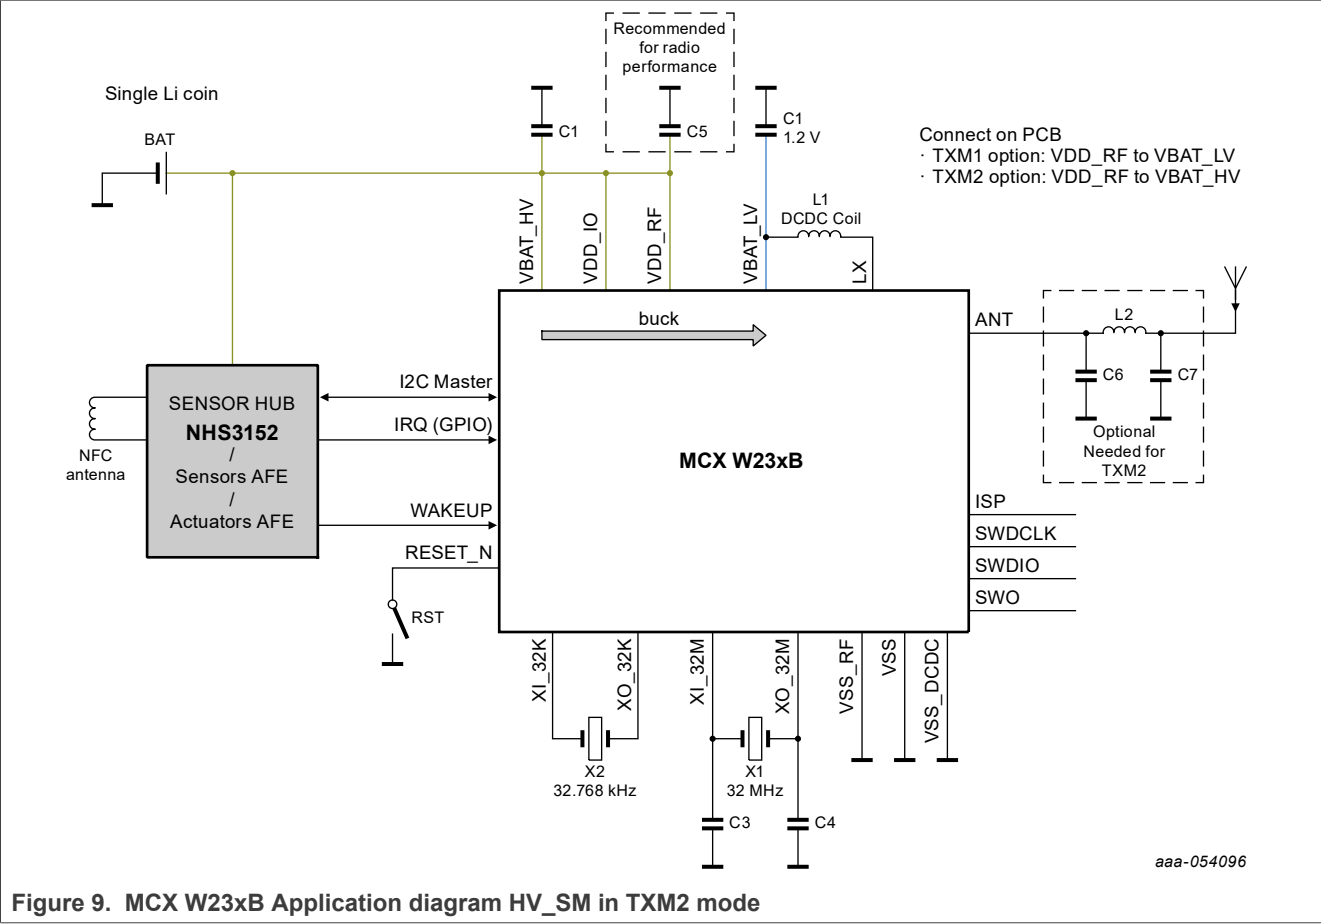 Recommended
for radio
performance
Single Li coin
BAT
C1
C5
C1
1.2 V
Connect on PCB
· TXM1 option: VDD_RF to VBAT_LV
· TXM2 option: VDD_RF to VBAT_HV
L1
DCDC Coil
VBAT_HV
VDD_IO
VDD_RF
VBAT_LV
LX
buck
ANT
L2
C6
C7
Optional
Needed for
TXM2
SENSOR HUB
NHS3152
/
Sensors AFE
/
Actuators AFE
NFC
antenna
I2C Master
IRQ (GPIO)
WAKEUP
RESET_N
RST
MCX W23xB
ISP
SWDCLK
SWDIO
SWO
XI_32K
XO_32K
XI_32M
XO_32M
VSS_RF
VSS
VSS_DCDC
X2
32.768 kHz
X1
32 MHz
C3
C4
aaa-054096
Figure 9. MCX W23xB Application diagram HV_SM in TXM2 mode